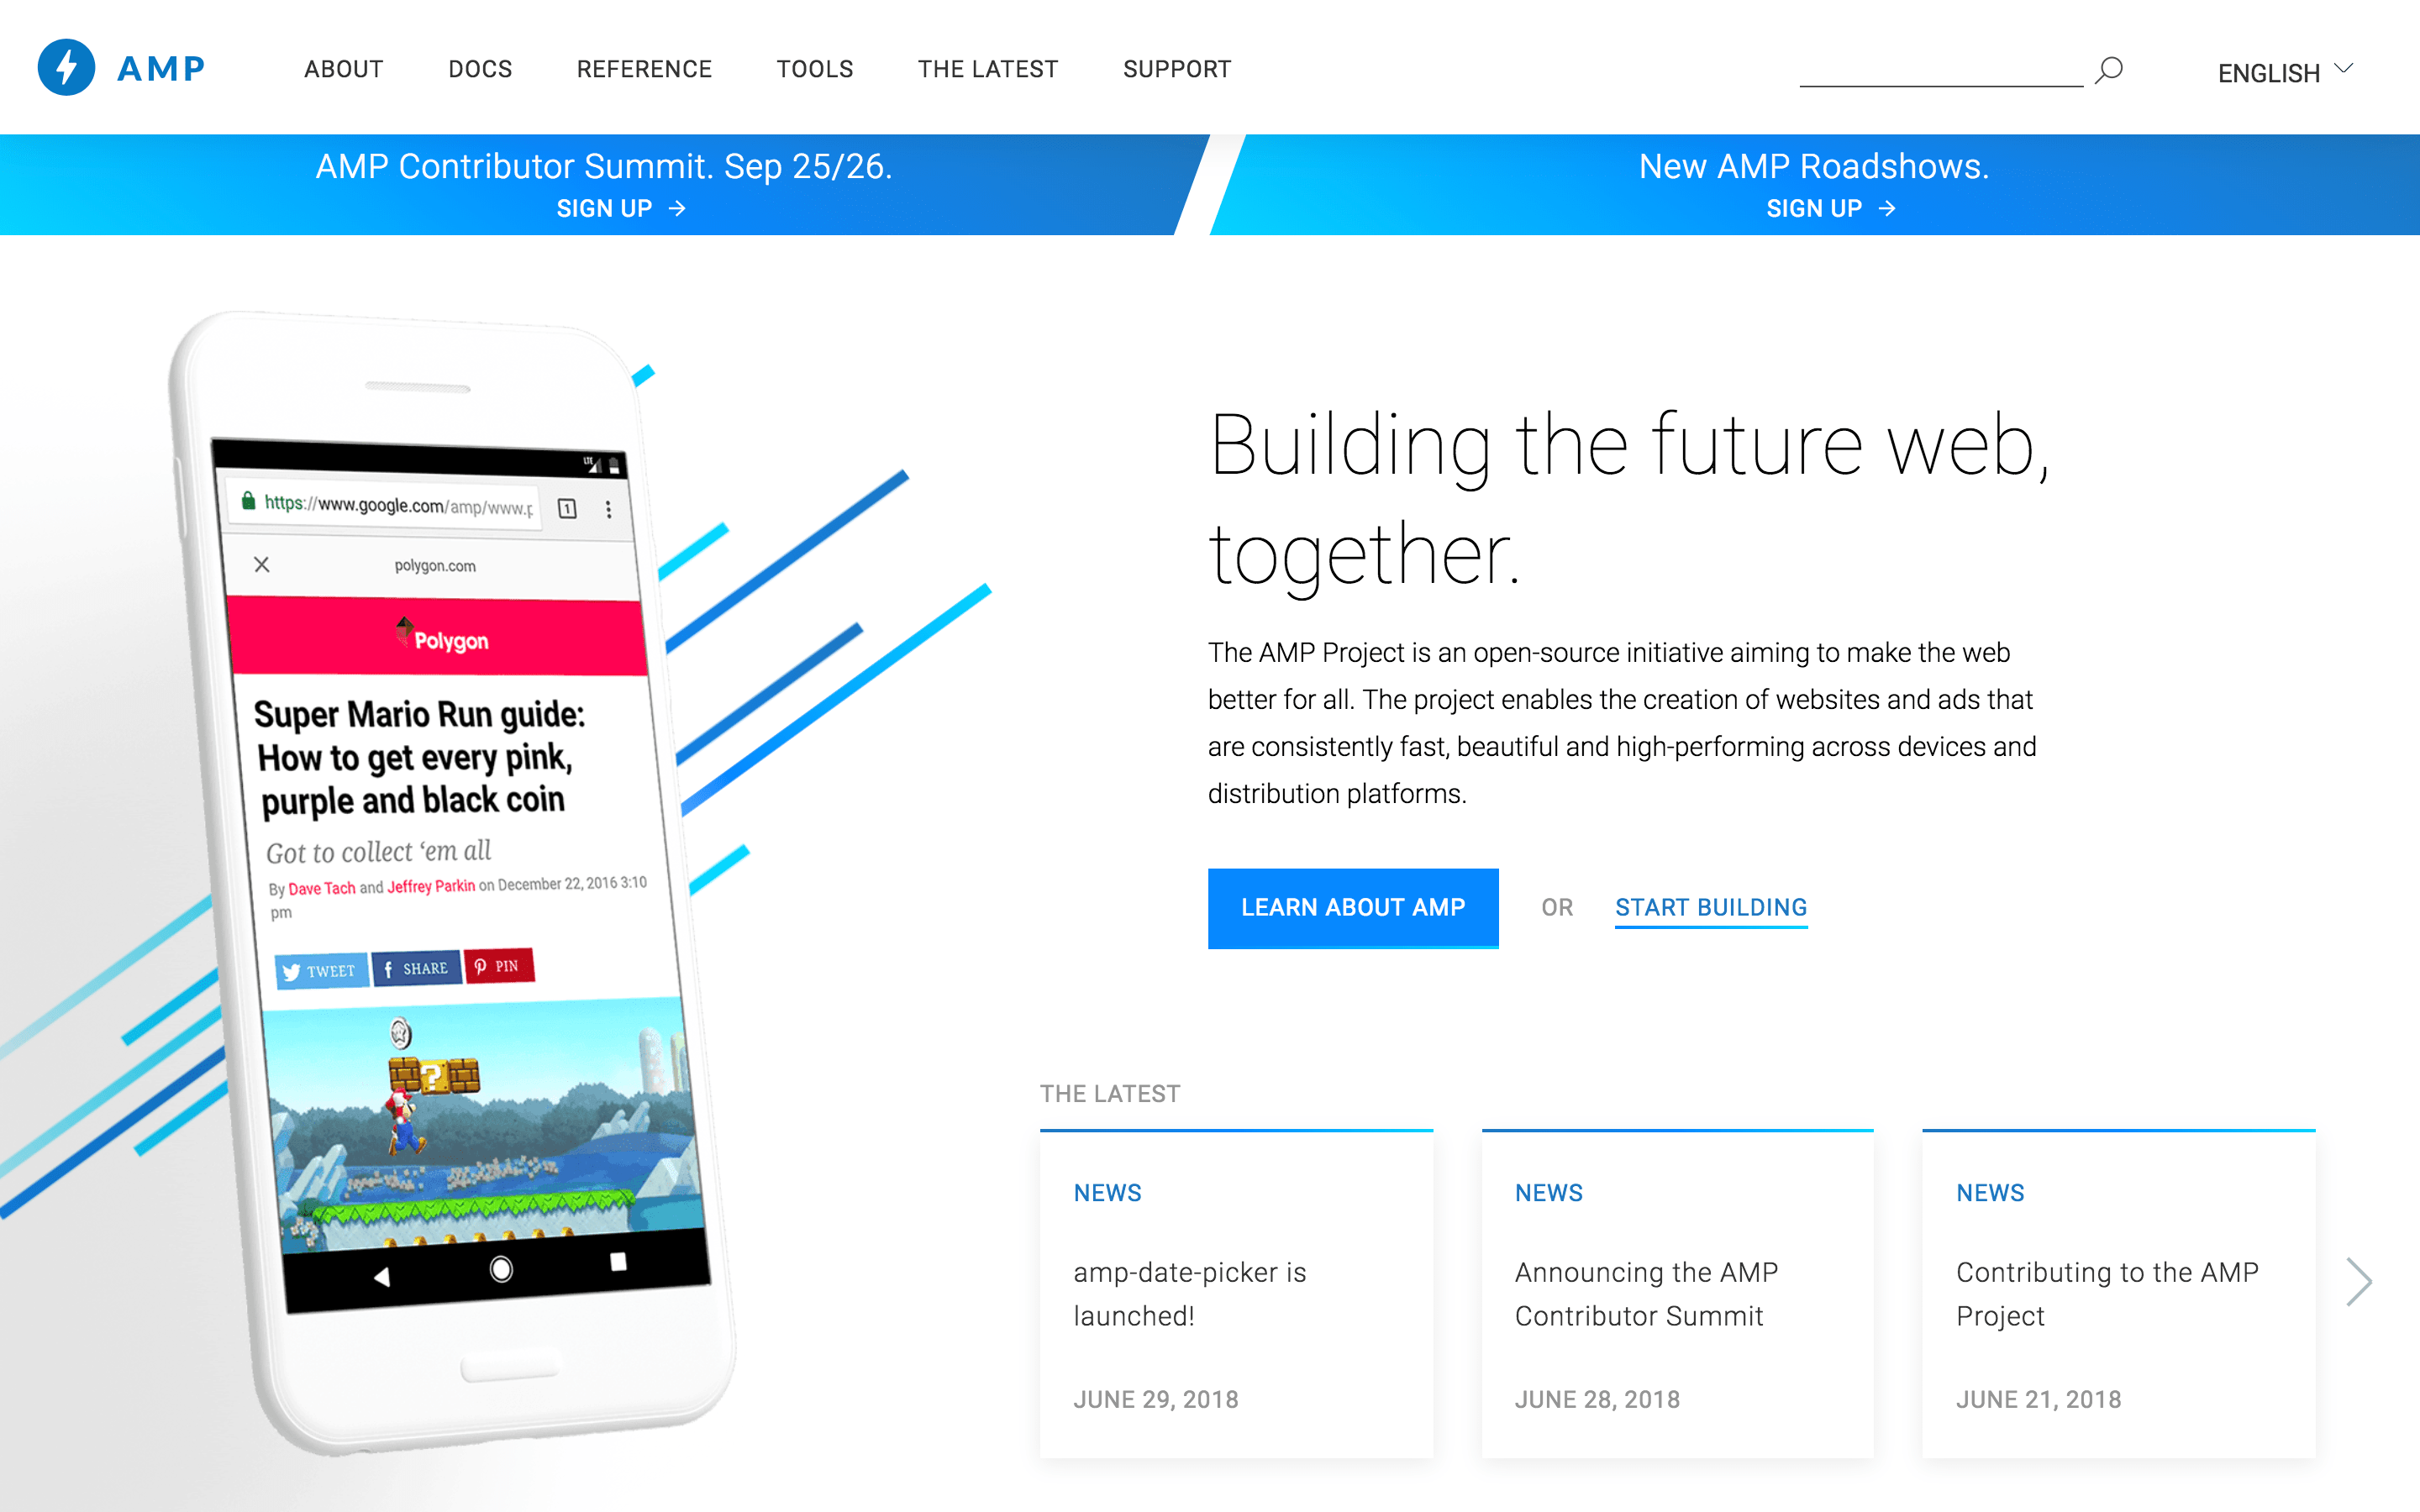 AMP
ABOUT
DOCS
REFERENCE
TOOLS
THE LATEST
SUPPORT
ENGLISH
AMP Contributor Summit. Sep 25/26.
SIGN UP →
New AMP Roadshows.
SIGN UP →
LTE
https://www.google.com/amp/www.p
1
polygon.com
Polygon
Super Mario Run guide:
How to get every pink,
purple and black coin
Got to collect ‘em all
By Dave Tach and Jeffrey Parkin on December 22, 2016 3:10
pm
TWEET
SHARE
PIN
?
Building the future web,
together.
The AMP Project is an open-source initiative aiming to make the web
better for all. The project enables the creation of websites and ads that
are consistently fast, beautiful and high-performing across devices and
distribution platforms.
LEARN ABOUT AMP
OR
START BUILDING
THE LATEST
NEWS
amp-date-picker is
launched!
JUNE 29, 2018
NEWS
Announcing the AMP
Contributor Summit
JUNE 28, 2018
NEWS
Contributing to the AMP
Project
JUNE 21, 2018